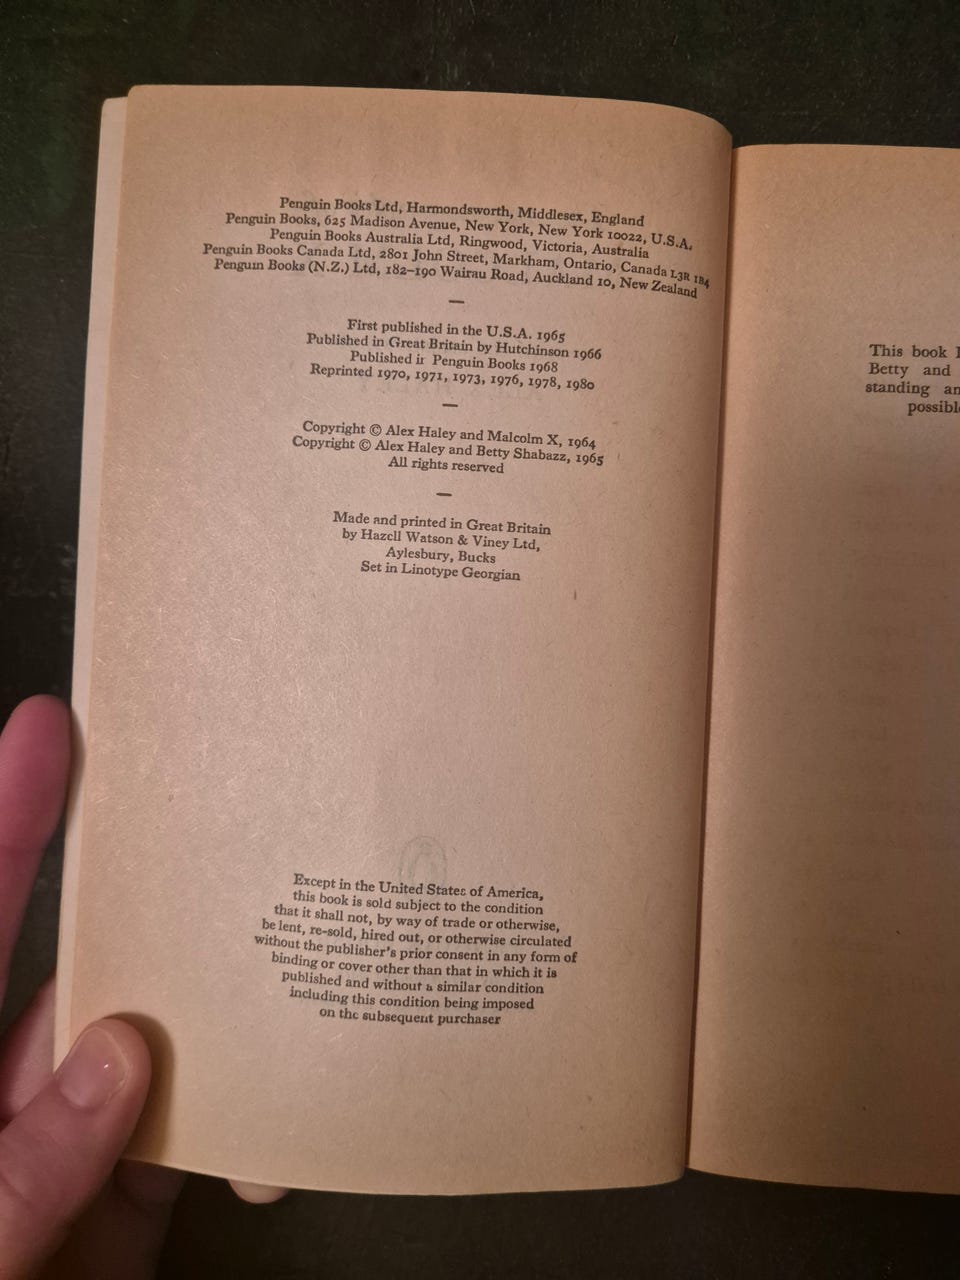 Penguin Books Ltd, Harmondsworth, Middlesex, England
Penguin Books, 625 Madison Avenue, New York, New York 10022, U.S.A.
Penguin Books Australia Ltd, Ringwood, Victoria, Australia
Penguin Books Canada Ltd, 2801 John Street, Markham, Ontario, Canada L3R 1B4
Penguin Books (N.Z.) Ltd, 182–190 Wairau Road, Auckland 10, New Zealand
—
First published in the U.S.A. 1965
Published in Great Britain by Hutchinson 1966
Published in Penguin Books 1968
Reprinted 1970, 1971, 1973, 1976, 1978, 1980
—
Copyright © Alex Haley and Malcolm X, 1964
Copyright © Alex Haley and Betty Shabazz, 1965
All rights reserved
—
Made and printed in Great Britain
by Hazell Watson & Viney Ltd,
Aylesbury, Bucks
Set in Linotype Georgian
Except in the United States of America,
this book is sold subject to the condition
that it shall not, by way of trade or otherwise,
be lent, re-sold, hired out, or otherwise circulated
without the publisher's prior consent in any form of
binding or cover other than that in which it is
published and without a similar condition
including this condition being imposed
on the subsequent purchaser
This book
Betty and
standing